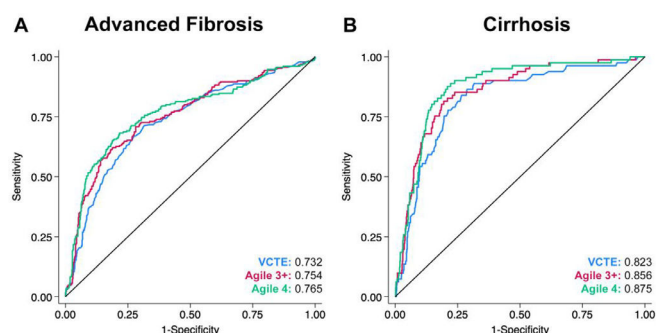 A Advanced Fibrosis
1.00
0.75
0.50
0.25
0.00
Sensitivity
VCTE: 0.732
Agile 3+: 0.754
Agile 4: 0.765
0.00 0.25 0.50 0.75 1.00
1-Specificity
B Cirrhosis
1.00
0.75
0.50
0.25
0.00
Sensitivity
VCTE: 0.823
Agile 3+: 0.856
Agile 4: 0.875
0.00 0.25 0.50 0.75 1.00
1-Specificity